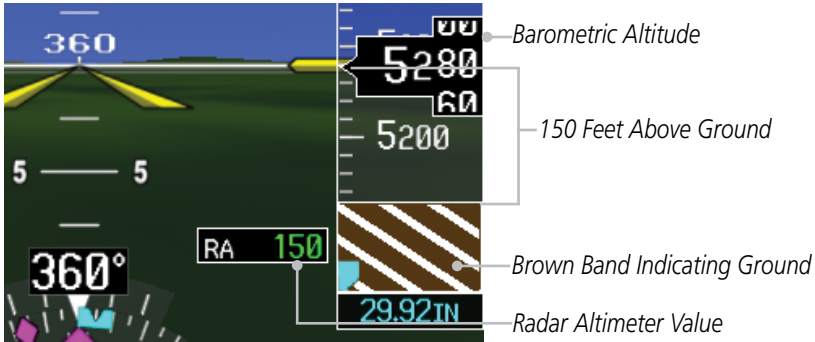 360
00
5280
60
5200
5 5
RA 150
360°
29.92IN
Barometric Altitude
150 Feet Above Ground
Brown Band Indicating Ground
Radar Altimeter Value